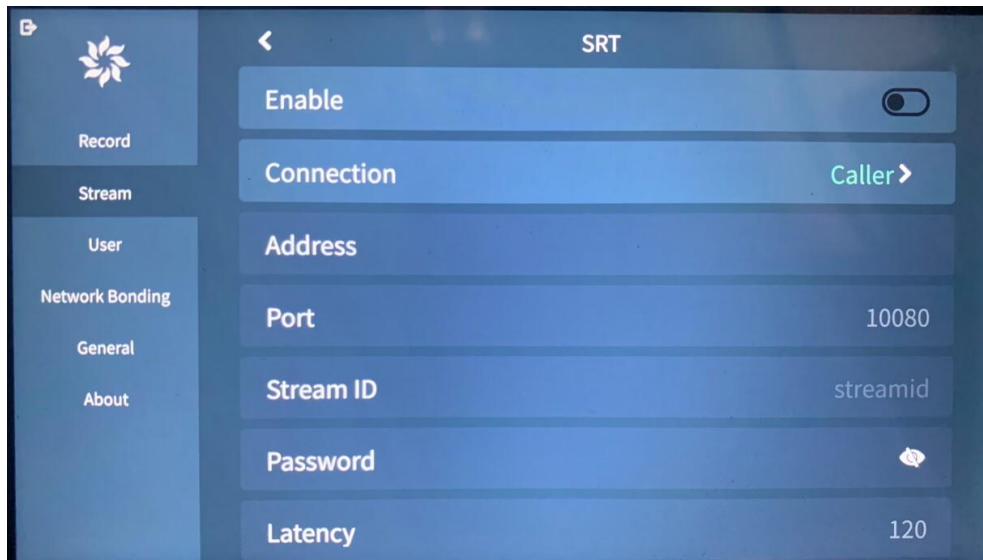 SRT
Record
Stream
User
Network Bonding
General
About
Enable
Connection Caller
Address
Port 10080
Stream ID streamid
Password
Latency 120